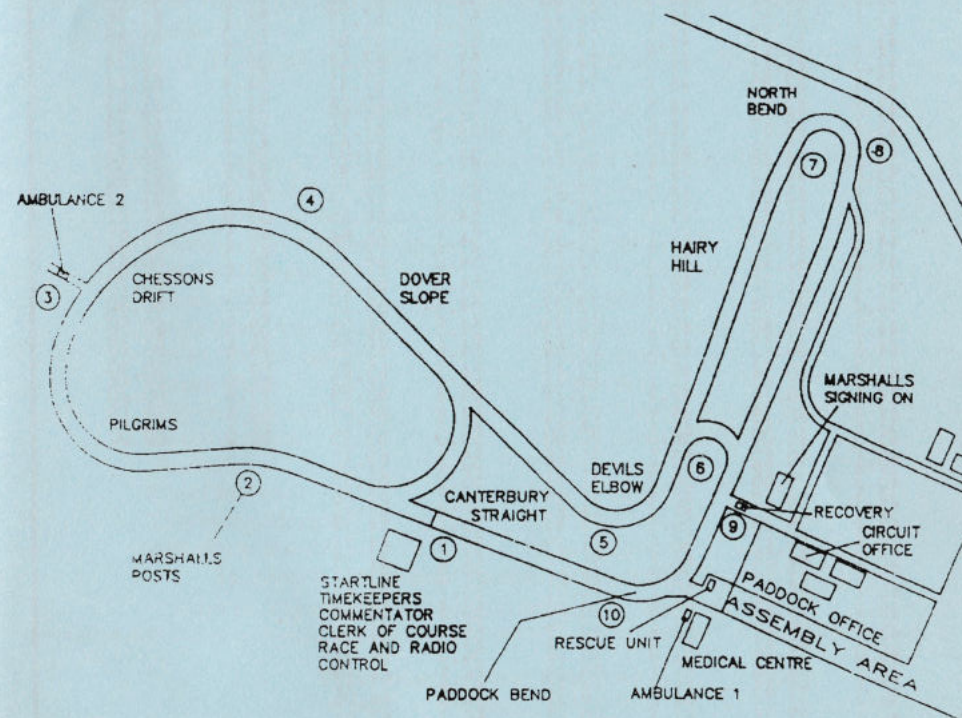 NORTH
BEND
8
7
4
AMBULANCE 2
3
CHESSONS
DRIFT
DOVER
SLOPE
HAIRY
HILL
MARSHALLS
SIGNING ON
PILGRIMS
2
DEVILS
ELBOW
6
CANTERBURY
STRAIGHT
5
9
RECOVERY
CIRCUIT
OFFICE
1
MARSHALLS
POSTS
STARTLINE
TIMEKEEPERS
COMMENTATOR
CLERK OF COURSE
RACE AND RADIO
CONTROL
10
RESCUE UNIT
PADDOCK OFFICE
ASSEMBLY AREA
MEDICAL CENTRE
PADDOCK BEND
AMBULANCE 1